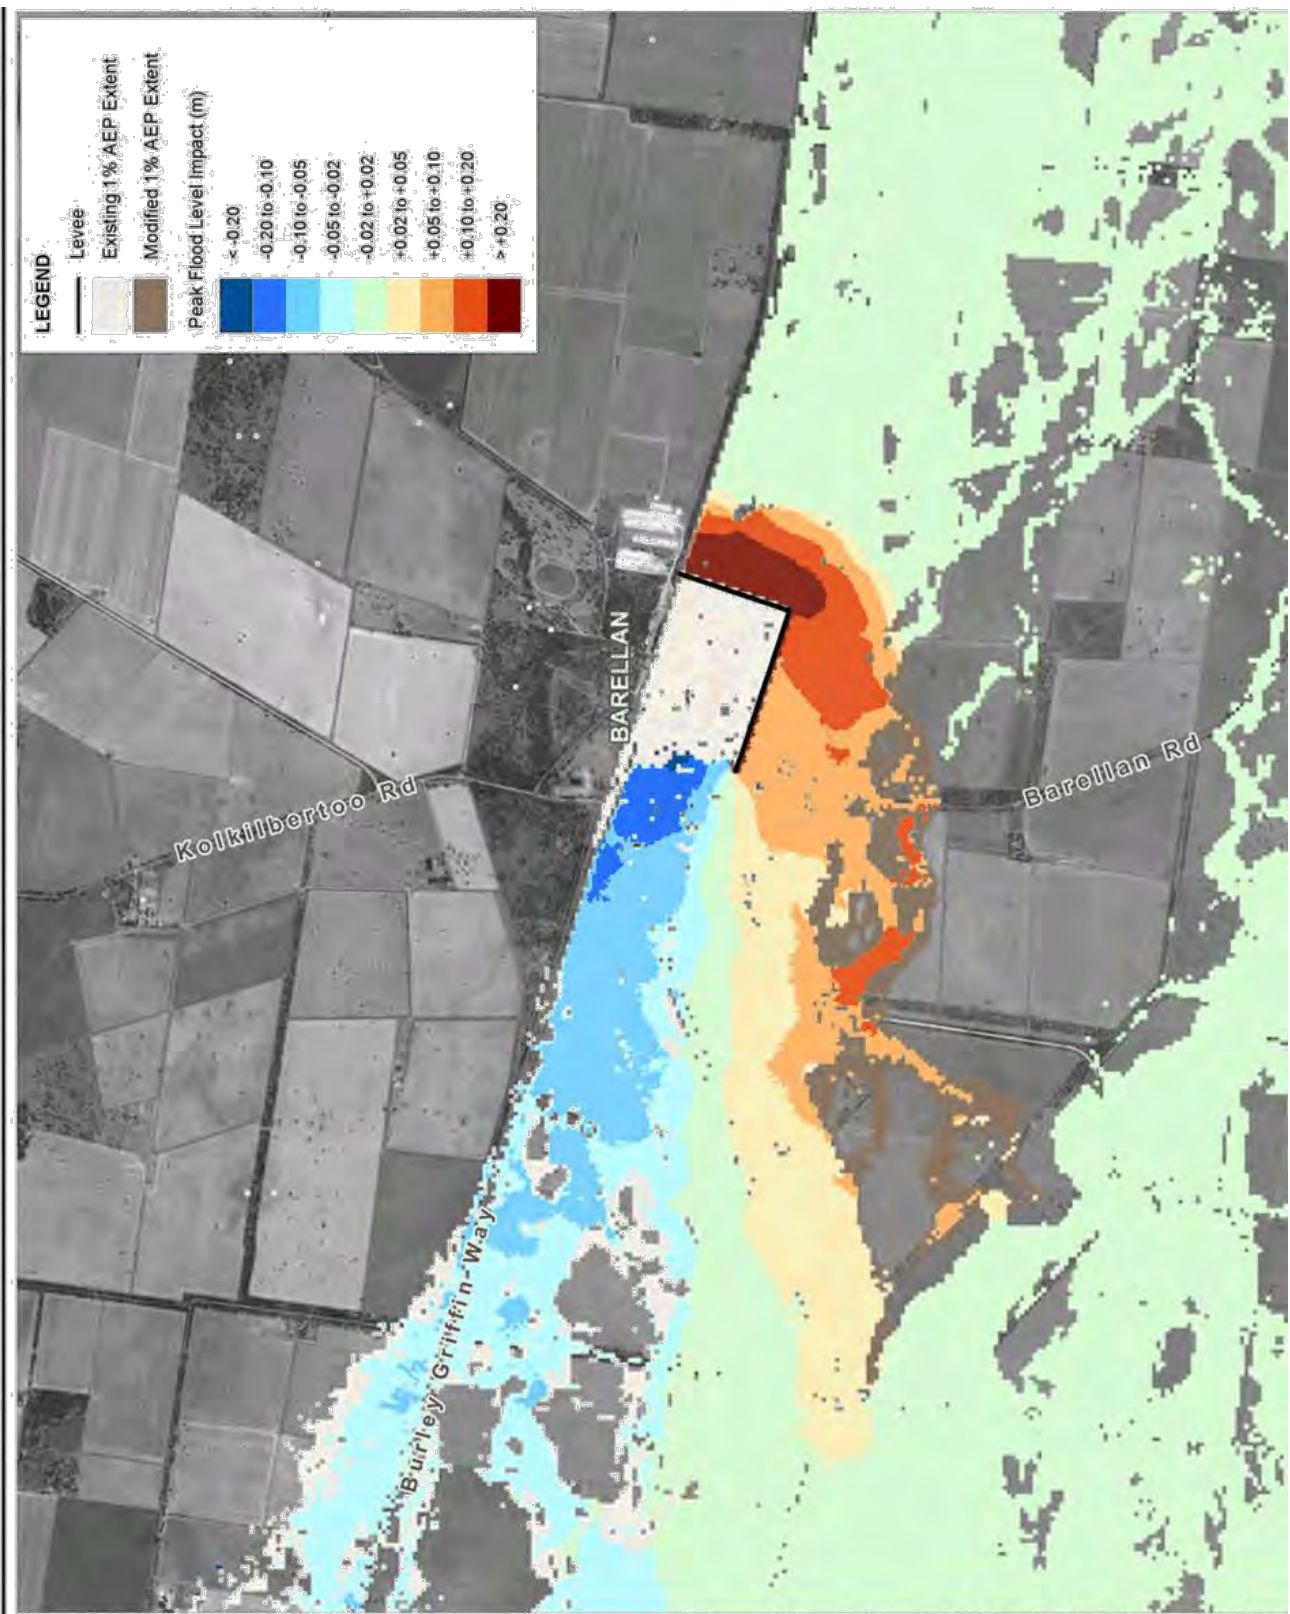 LEGEND
Levee
Existing 1% AEP Extent
Modified 1% AEP Extent
Peak Flood Level Impact (m)
< -0.20
-0.20 to -0.10
-0.10 to -0.05
-0.05 to -0.02
-0.02 to +0.02
+0.02 to +0.05
+0.05 to +0.10
+0.10 to +0.20
> +0.20
Kolkilbertoo Rd
BARELLAN
Barellan Rd
Burley Griffin Way